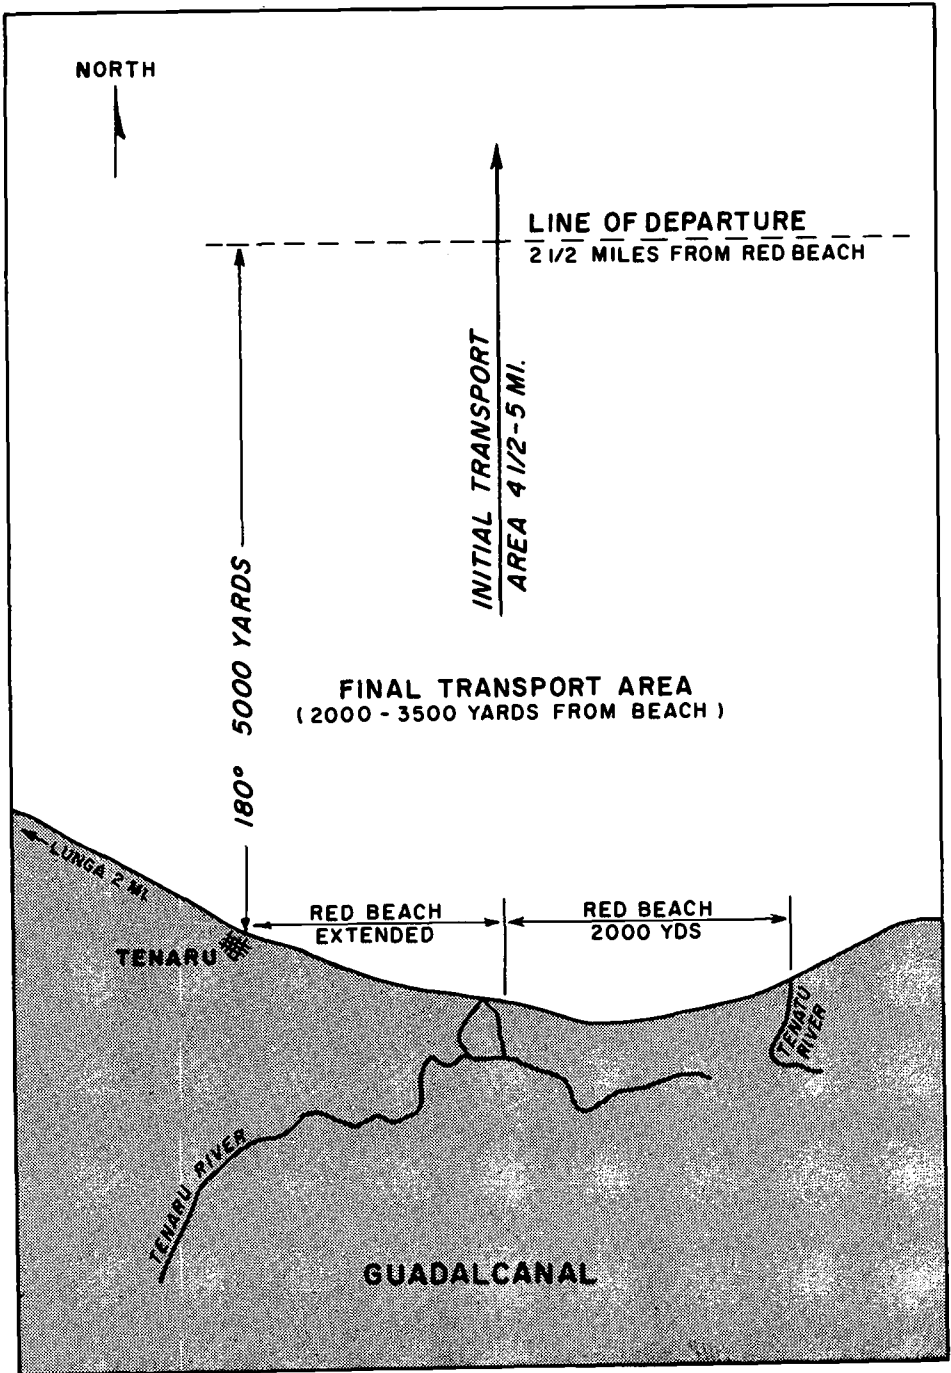 NORTH
LINE OF DEPARTURE
2 1/2 MILES FROM RED BEACH
INITIAL TRANSPORT
AREA 4 1/2-5 MI.
180° 5000 YARDS
FINAL TRANSPORT AREA
(2000-3500 YARDS FROM BEACH)
LUNGA 2 MI.
RED BEACH
EXTENDED
RED BEACH
2000 YDS
TENARU
TENATU
RIVER
TENARU RIVER
GUADALCANAL